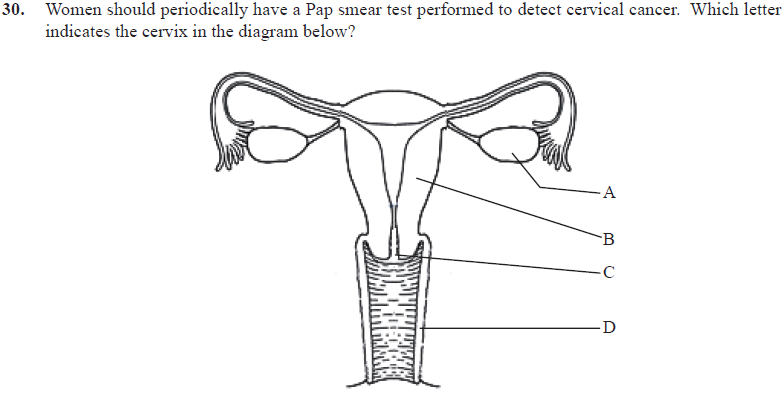 30. Women should periodically have a Pap smear test performed to detect cervical cancer. Which letter
indicates the cervix in the diagram below?
A
B
C
D